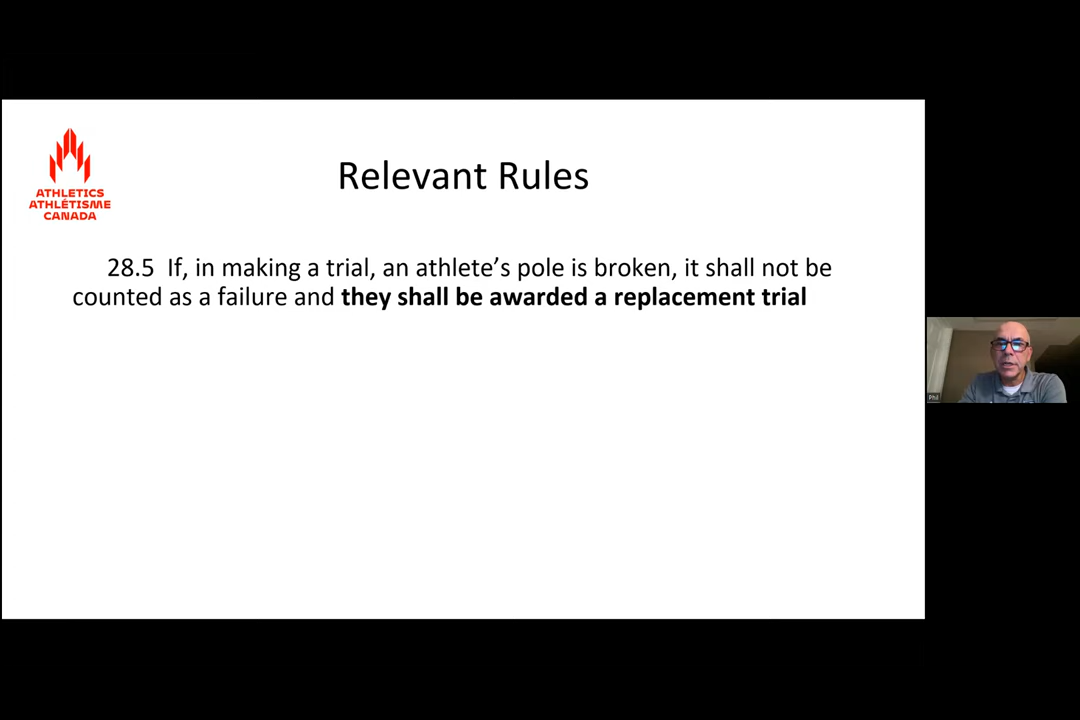 Relevant Rules
ATHLETICS
ATHLÉTISME
CANADA
28.5 If, in making a trial, an athlete’s pole is broken, it shall not be
counted as a failure and they shall be awarded a replacement trial
Phil